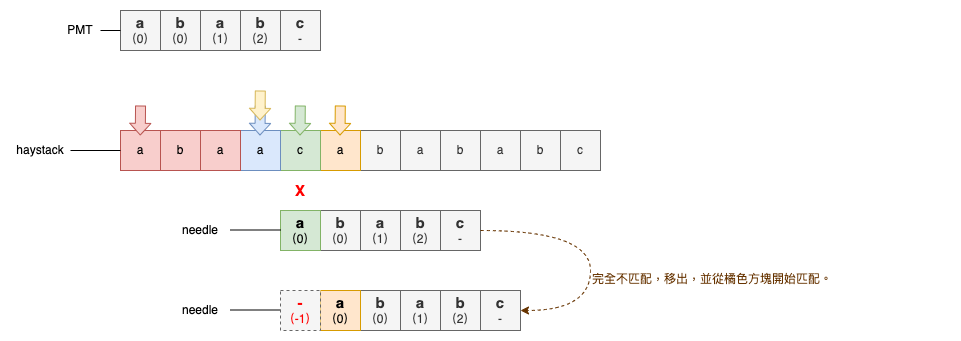 PMT a b a b c
(0) (0) (1) (2) -
haystack a b a a c a b a b a b c
X
needle a b a b c
(0) (0) (1) (2) -
完全不匹配，移出，並從橘色方塊開始匹配。
needle - a b a b c
(-1) (0) (0) (1) (2) -